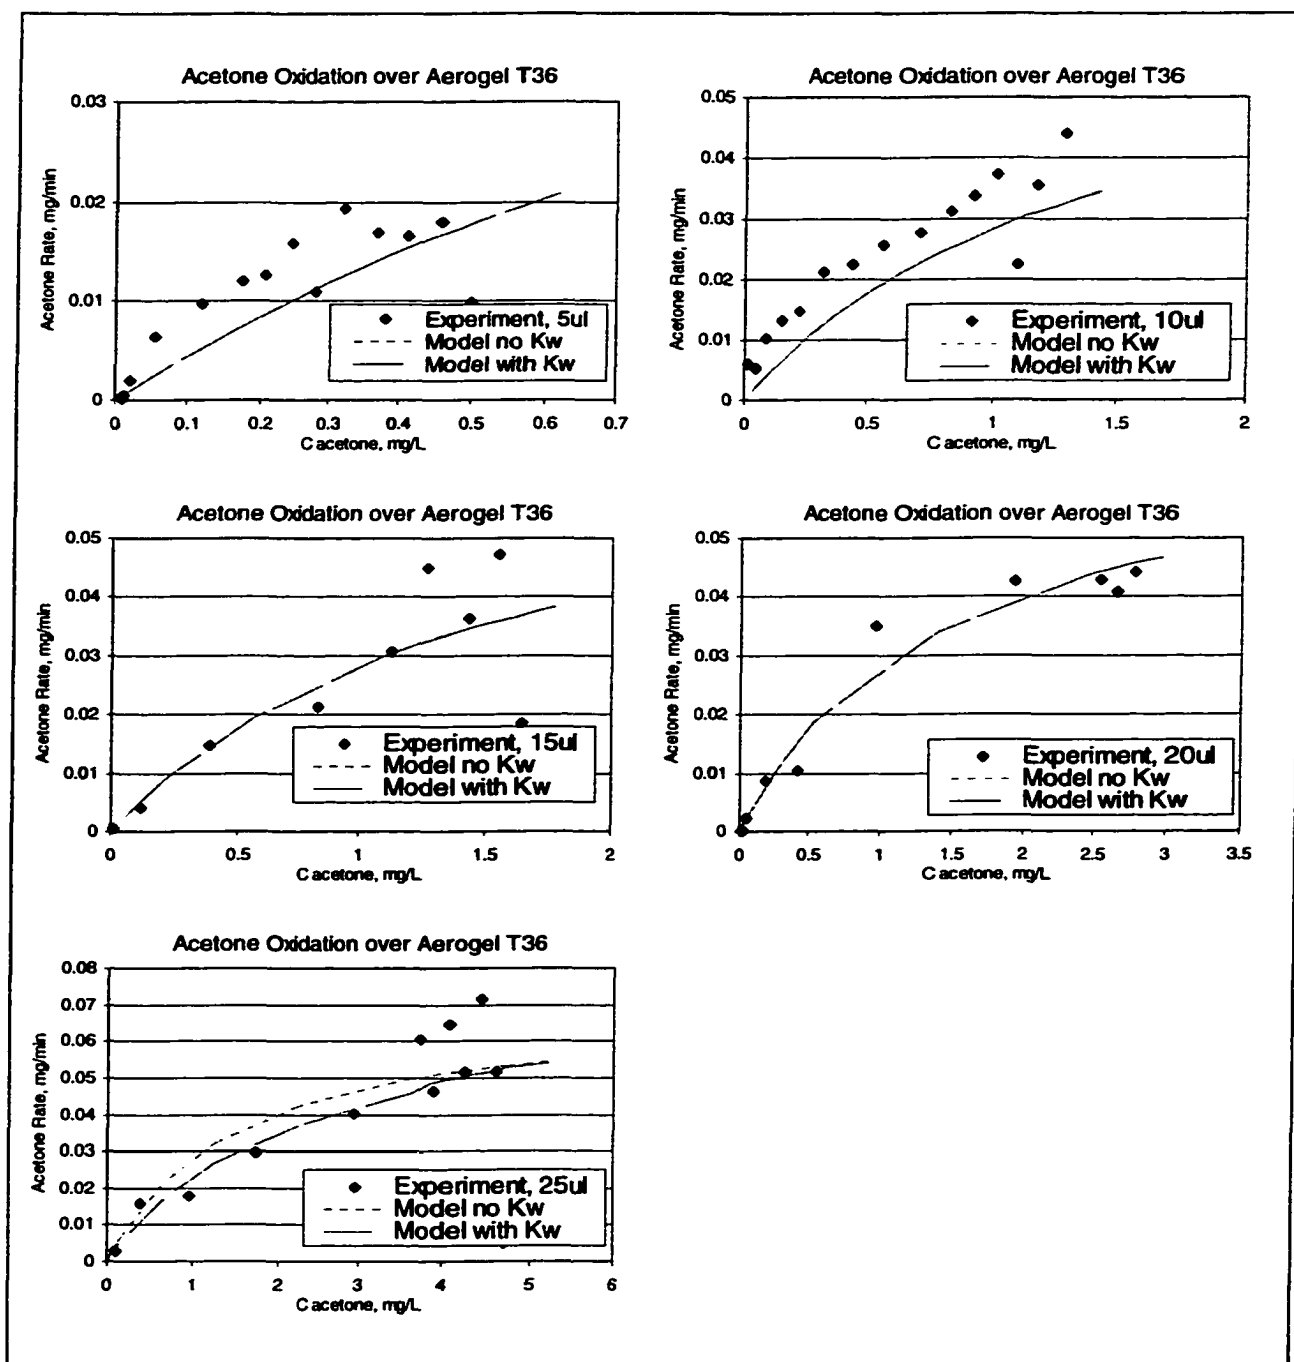 Acetone Oxidation over Aerogel T36
0.03
0.02
0.01
0
Acetone Rate, mg/min
Experiment, 5ul
Model no Kw
Model with Kw
0 0.1 0.2 0.3 0.4 0.5 0.6 0.7
C acetone, mg/L
Acetone Oxidation over Aerogel T36
0.05
0.04
0.03
0.02
0.01
0
Acetone Rate, mg/min
Experiment, 10ul
Model no Kw
Model with Kw
0 0.5 1 1.5 2
C acetone, mg/L
Acetone Oxidation over Aerogel T36
0.05
0.04
0.03
0.02
0.01
0
Acetone Rate, mg/min
Experiment, 15ul
Model no Kw
Model with Kw
0 0.5 1 1.5 2
C acetone, mg/L
Acetone Oxidation over Aerogel T36
0.05
0.04
0.03
0.02
0.01
0
Acetone Rate, mg/min
Experiment, 20ul
Model no Kw
Model with Kw
0 0.5 1 1.5 2 2.5 3 3.5
C acetone, mg/L
Acetone Oxidation over Aerogel T36
0.08
0.07
0.06
0.05
0.04
0.03
0.02
0.01
0
Acetone Rate, mg/min
Experiment, 25ul
Model no Kw
Model with Kw
0 1 2 3 4 5 6
C acetone, mg/L